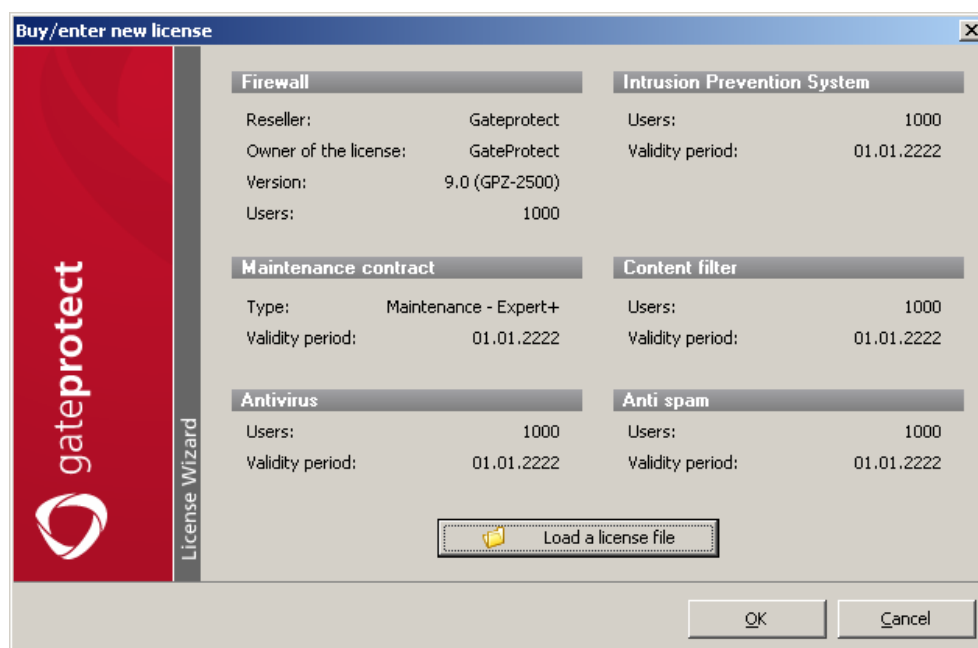 Buy/enter new license
gateprotect
License Wizard
Firewall
Reseller: Gateprotect
Owner of the license: GateProtect
Version: 9.0 (GPZ-2500)
Users: 1000
Intrusion Prevention System
Users: 1000
Validity period: 01.01.2222
Maintenance contract
Type: Maintenance - Expert+
Validity period: 01.01.2222
Content filter
Users: 1000
Validity period: 01.01.2222
Antivirus
Users: 1000
Validity period: 01.01.2222
Anti spam
Users: 1000
Validity period: 01.01.2222
Load a license file
OK
Cancel